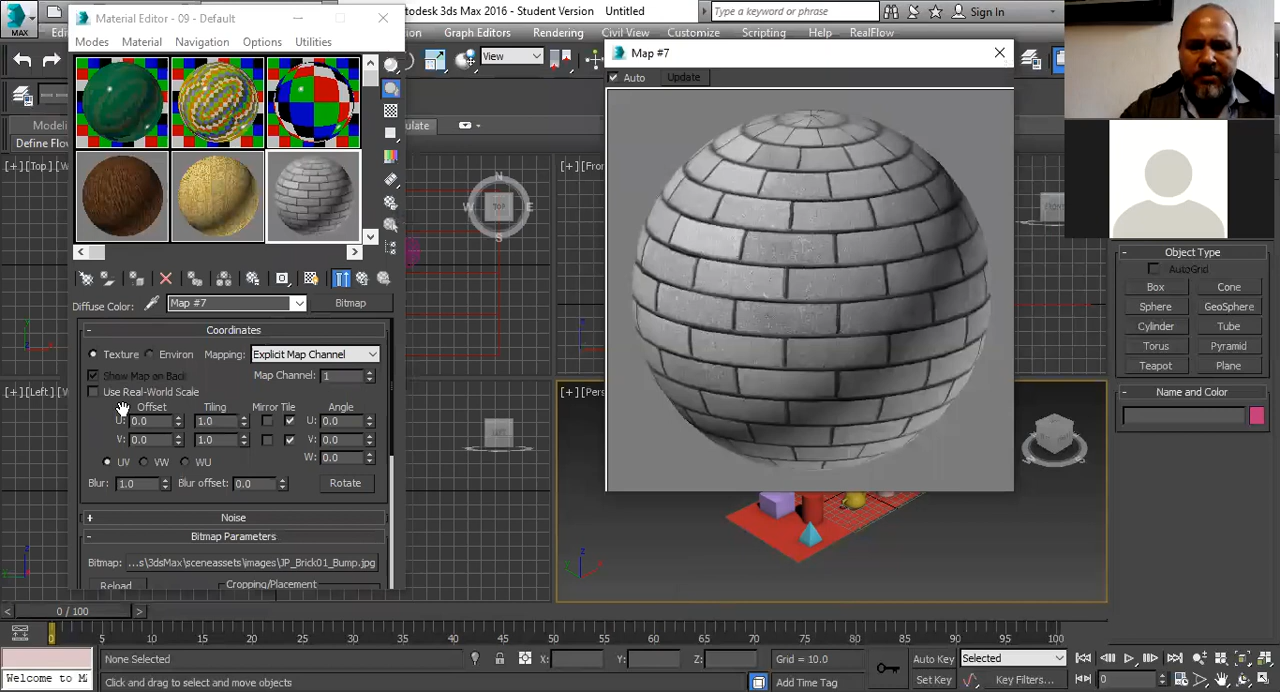 Material Editor - 09 - Default
Modes Material Navigation Options Utilities
MAX
Autodesk 3ds Max 2016 - Student Version Untitled
Type a keyword or phrase
Sign In
Graph Editors Rendering Civil View Customize Scripting Help RealFlow
View
Map #7
Auto Update
Define Flow
[+][Top]
[+][Left]
N
W TOP E
S
LEFT
Diffuse Color: Map #7 Bitmap
- Coordinates
Texture Environ Mapping: Explicit Map Channel
Show Map on Back Map Channel: 1
Use Real-World Scale
Offset Tiling Mirror Tile Angle
U: 0.0 1.0 U: 0.0
V: 0.0 1.0 V: 0.0
UV VW WU W: 0.0
Blur: 1.0 Blur offset: 0.0 Rotate
+ Noise
- Bitmap Parameters
Bitmap: ...s\3dsMax\sceneassets\images\JP_Brick01_Bump.jpg
Reload Cropping/Placement
- Object Type
AutoGrid
Box Cone
Sphere GeoSphere
Cylinder Tube
Torus Pyramid
Teapot Plane
- Name and Color
< 0 / 100 >
0 5 10 15 20 25 30 35 40 45 50 55 60 65 70 75 80 85 90 95 100
None Selected X: Y: Z: Grid = 10.0 Auto Key Selected
Welcome to M Click and drag to select and move objects Add Time Tag Set Key Key Filters... 0